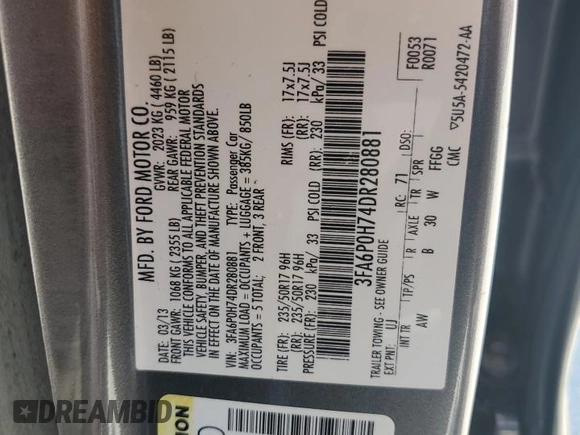 MFD. BY FORD MOTOR CO.
DATE: 03/13 GVWR: 2023 KG ( 4460 LB)
FRONT GAWR: 1068 KG ( 2355 LB) REAR GAWR: 959 KG ( 2115 LB)
THIS VEHICLE CONFORMS TO ALL APPLICABLE FEDERAL MOTOR
VEHICLE SAFETY, BUMPER, AND THEFT PREVENTION STANDARDS
IN EFFECT ON THE DATE OF MANUFACTURE SHOWN ABOVE.
VIN: 3FA6P0H74DR280881 TYPE: Passenger Car
MAXIMUM LOAD = OCCUPANTS + LUGGAGE = 385KG/ 850LB
OCCUPANTS = 5 TOTAL; 2 FRONT, 3 REAR
TIRE (FR): 235/50R17 96H RIMS (FR): 17x7.5J
(RR): 235/50R17 96H (RR): 17x7.5J
PRESSURE (FR): 230 kPa/ 33 PSI COLD (RR): 230 kPa/ 33 PSI COLD
3FA6P0H74DR280881
TRAILER TOWING - SEE OWNER GUIDE
F0053
R0071
EXT PNT: UJ RC: 71 DSO:
INT TR TP/PS R AXLE TR SPR
AW B 30 W FFGG
CMC ▽5U5A-5420472-AA
ION
DREAMBID